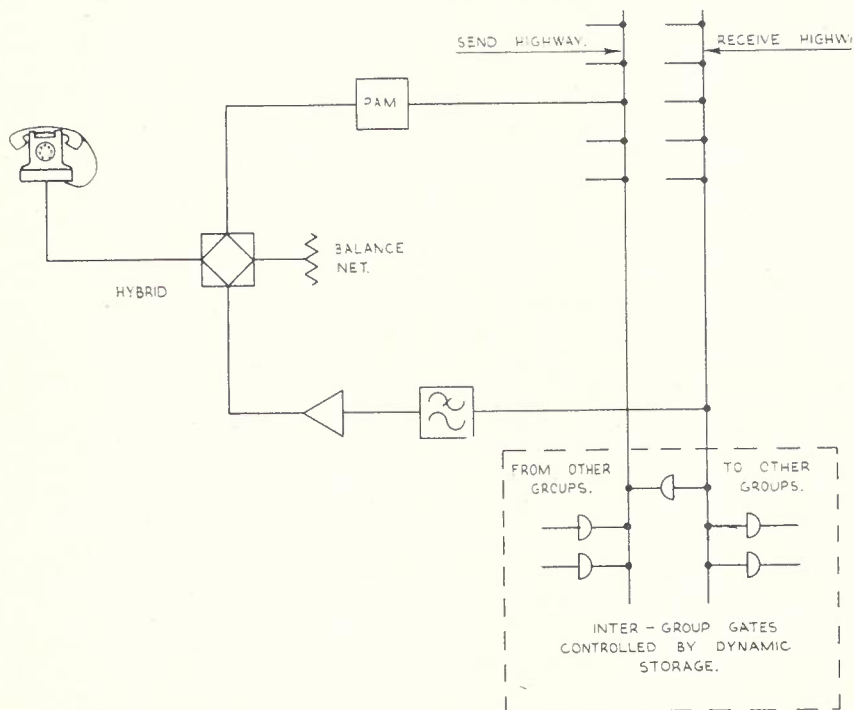 SEND HIGHWAY.
RECEIVE HIGHWA
PAM
BALANCE
NET.
HYBRID
FROM OTHER
GROUPS.
TO OTHER
GROUPS.
INTER-GROUP GATES
CONTROLLED BY DYNAMIC
STORAGE.